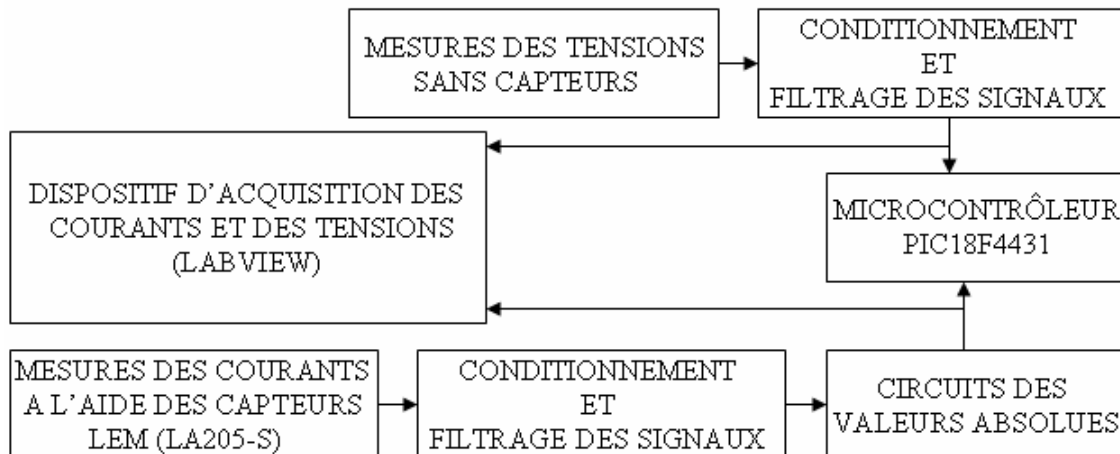 MESURES DES TENSIONS
SANS CAPTEURS
CONDITIONNEMENT
ET
FILTRAGE DES SIGNAUX
DISPOSITIF D'ACQUISITION DES
COURANTS ET DES TENSIONS
(LABVIEW)
MICROCONTRÔLEUR
PIC18F4431
MESURES DES COURANTS
A L'AIDE DES CAPTEURS
LEM (LA205-S)
CONDITIONNEMENT
ET
FILTRAGE DES SIGNAUX
CIRCUITS DES
VALEURS ABSOLUES